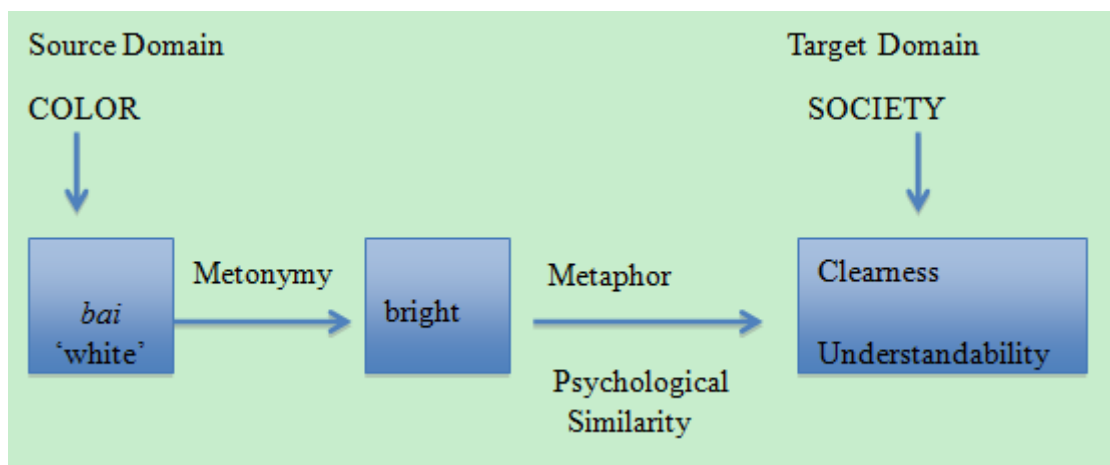 Source Domain
Target Domain
COLOR
SOCIETY
bai
‘white’
Metonymy
bright
Metaphor
Psychological
Similarity
Clearness
Understandability